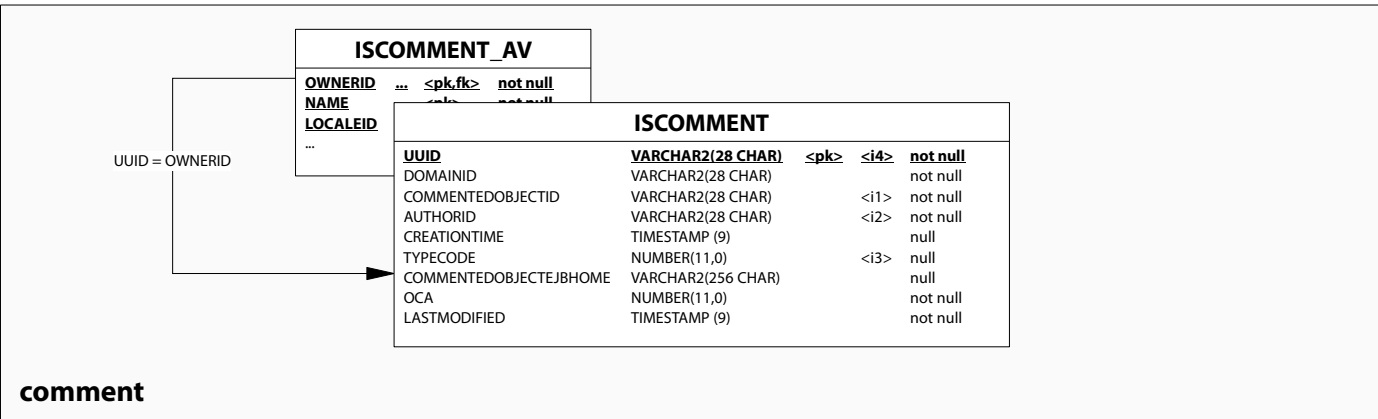 ISCOMMENT_AV
OWNERID ... <pk,fk> not null
NAME <pk> not null
LOCALEID
...
UUID = OWNERID
ISCOMMENT
UUID VARCHAR2(28 CHAR) <pk> <i4> not null
DOMAINID VARCHAR2(28 CHAR) not null
COMMENTEDOBJECTID VARCHAR2(28 CHAR) <i1> not null
AUTHORID VARCHAR2(28 CHAR) <i2> not null
CREATIONTIME TIMESTAMP (9) null
TYPECODE NUMBER(11,0) <i3> null
COMMENTEDOBJECTEJBHOME VARCHAR2(256 CHAR) null
OCA NUMBER(11,0) not null
LASTMODIFIED TIMESTAMP (9) not null
comment